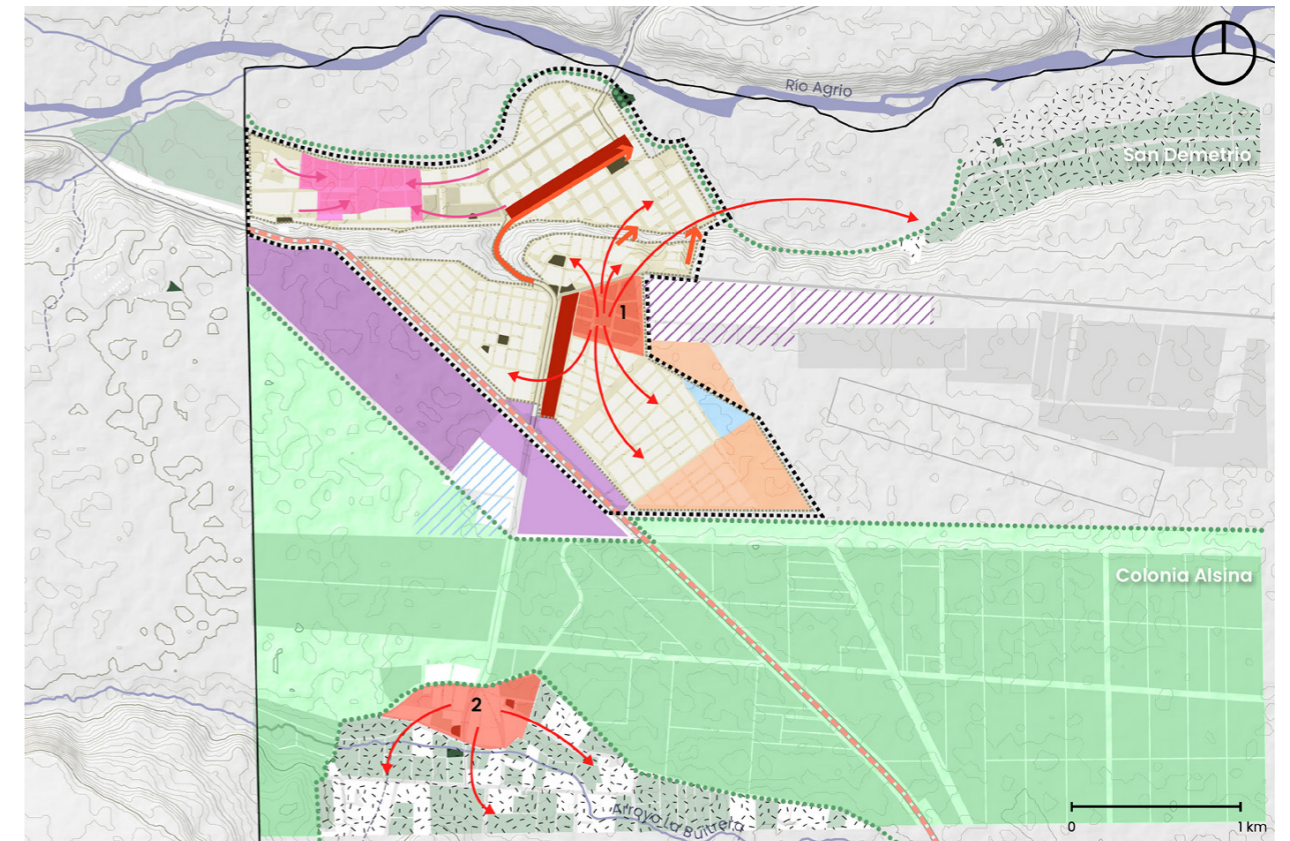 Río Agrio
San Demetrio
1
Colonia Alsina
2
Arroyo La Buitrera
0
1 km